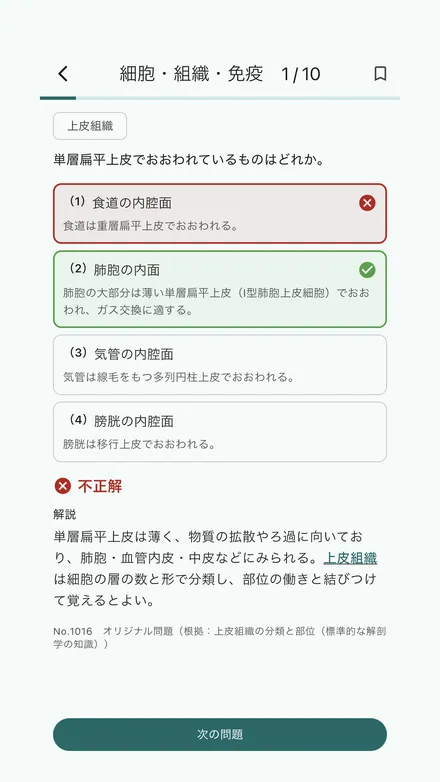 細胞・組織・免疫 1/10
上皮組織
単層扁平上皮でおおわれているものはどれか。
(1) 食道の内腔面
食道は重層扁平上皮でおおわれる。
(2) 肺胞の内面
肺胞の大部分は薄い単層扁平上皮（I型肺胞上皮細胞）でおお
われ、ガス交換に適する。
(3) 気管の内腔面
気管は線毛をもつ多列円柱上皮でおおわれる。
(4) 膀胱の内腔面
膀胱は移行上皮でおおわれる。
不正解
解説
単層扁平上皮は薄く、物質の拡散やろ過に向いてお
り、肺胞・血管内皮・中皮などにみられる。上皮組織
は細胞の層の数と形で分類し、部位の働きと結びつけ
て覚えるとよい。
No.1016 オリジナル問題（根拠：上皮組織の分類と部位（標準的な解剖
学の知識））
次の問題